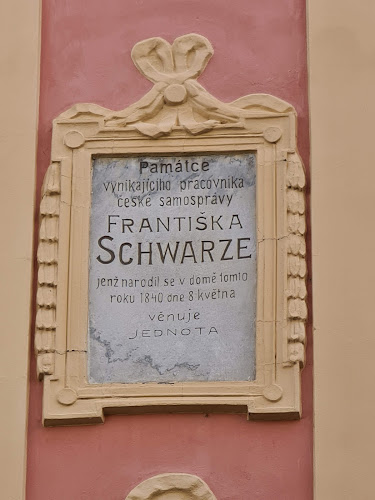 Památce
vynikajícího pracovníka
české samosprávy
FRANTIŠKA
SCHWARZE
jenž narodil se v domě tomto
roku 1840 dne 8 května
věnuje
JEDNOTA